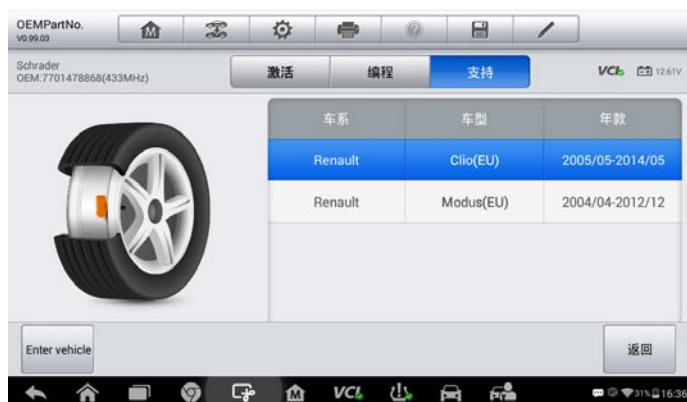 OEMPartNo.
V0.99.03
Schrader
OEM:7701478868(433MHz)
激活 编程 支持
VCI 12.61V
车系 车型 年款
Renault Clio(EU) 2005/05-2014/05
Renault Modus(EU) 2004/04-2012/12
Enter vehicle 返回
M VCI 31% 16:36